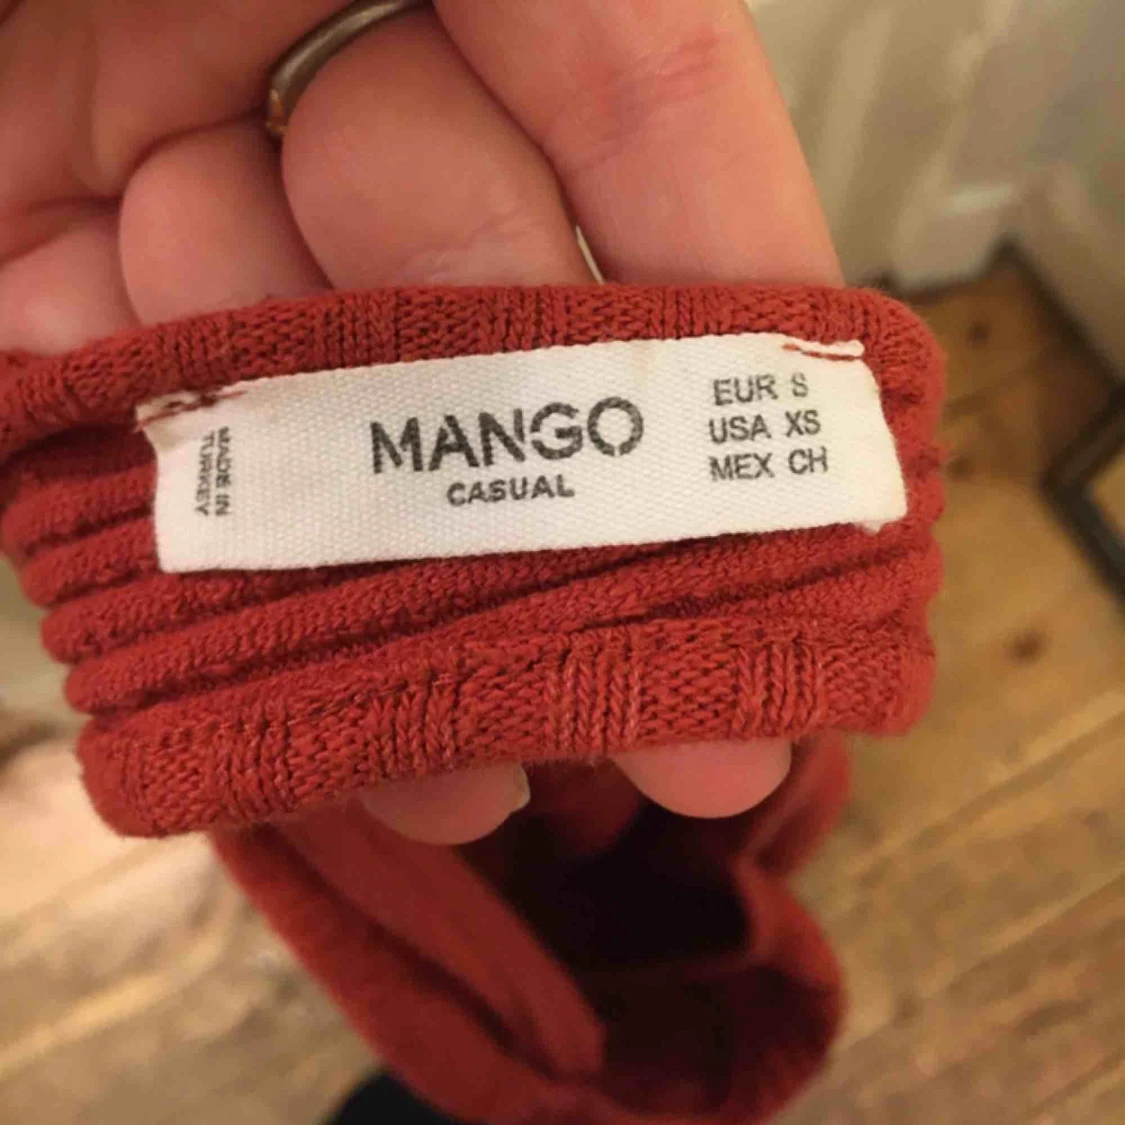 MADE IN
TURKEY
MANGO
CASUAL
EUR S
USA XS
MEX CH